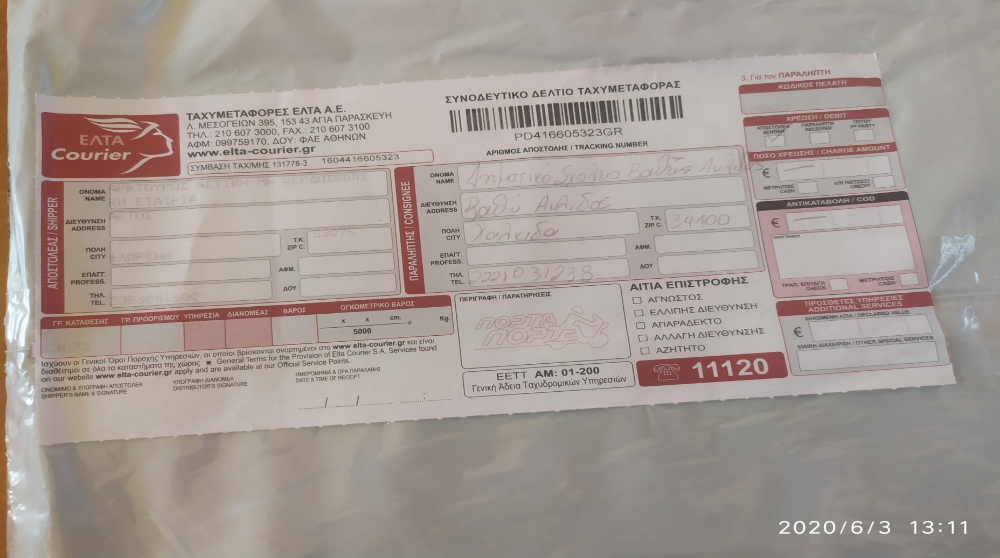 3. Για τον ΠΑΡΑΛΗΠΤΗ
ΚΩΔΙΚΟΣ ΠΕΛΑΤΗ
ΕΛΤΑ
Courier
ΤΑΧΥΜΕΤΑΦΟΡΕΣ ΕΛΤΑ Α.Ε.
Λ. ΜΕΣΟΓΕΙΩΝ 395, 153 43 ΑΓΙΑ ΠΑΡΑΣΚΕΥΗ
ΤΗΛ.: 210 607 3000, FAX.: 210 607 3100
ΑΦΜ: 099759170, ΔΟΥ: ΦΑΕ ΑΘΗΝΩΝ
www.elta-courier.gr
ΣΥΜΒΑΣΗ ΤΑΧ/ΜΗΣ 131778-3 1604416605323
ΣΥΝΟΔΕΥΤΙΚΟ ΔΕΛΤΙΟ ΤΑΧΥΜΕΤΑΦΟΡΑΣ
PD416605323GR
ΑΡΙΘΜΟΣ ΑΠΟΣΤΟΛΗΣ / TRACKING NUMBER
ΑΠΟΣΤΟΛΕΑΣ / SHIPPER
ΟΝΟΜΑ ΑΡΚΤΟΥΡΟΣ ΑΣΤΙΚΗ ΜΗ ΚΕΡΔΟΣΚΟΠΙ
NAME ΚΗ ΕΤΑΙΡΙΑ
ΔΙΕΥΘΥΝΣΗ ΑΕΤΟΣ
ADDRESS
Τ.Κ. 53075
ZIP C.
ΠΟΛΗ
CITY ΦΛΩΡΙΝΑ
ΕΠΑΓΓ.
PROFESS.
ΑΦΜ.
ΤΗΛ.
TEL. 2386041500
ΔΟΥ
ΠΑΡΑΛΗΠΤΗΣ / CONSIGNEE
ΟΝΟΜΑ
NAME Δημοτικό Σχολείο Βαθέως Αυλίδος
ΔΙΕΥΘΥΝΣΗ
ADDRESS Βαθύ Αυλίδος
ΠΟΛΗ
CITY Χαλκίδα
Τ.Κ.
ZIP C. 34100
ΕΠΑΓΓ.
PROFESS.
ΑΦΜ.
ΤΗΛ.
TEL. 2221031238
ΔΟΥ
ΧΡΕΩΣΗ / DEBIT
ΑΠΟΣΤΟΛΕΑ ΠΑΡΑΛΗΠΤΗ ΤΡΙΤΟΥ
SENDER RECEIVER 3rd PARTY
ΠΟΣΟ ΧΡΕΩΣΗΣ / CHARGE AMOUNT
€ —
ΜΕΤΡΗΤΟΙΣ ΕΠΙ ΠΙΣΤΩΣΕΙ
CASH CREDIT
ΑΝΤΙΚΑΤΑΒΟΛΗ / COD
€ —
ΟΛΟΓΡΑΦΩΣ
ΤΡΑΠ. ΕΠΙΤΑΓΗ ΜΕΤΡΗΤΟΙΣ
CHECK CASH
ΠΡΟΣΘΕΤΕΣ ΥΠΗΡΕΣΙΕΣ
ADDITIONAL SERVICES
ΔΗΛΩΜΕΝΗ ΑΞΙΑ / DECLARED VALUE
€
ΕΙΔΙΚΗ ΔΙΑΧΕΙΡΙΣΗ / OTHER SPECIAL SERVICES
ΓΡ. ΚΑΤΑΘΕΣΗΣ ΓΡ. ΠΡΟΟΡΙΣΜΟΥ ΥΠΗΡΕΣΙΑ ΔΙΑΝΟΜΕΑΣ ΒΑΡΟΣ ΟΓΚΟΜΕΤΡΙΚΟ ΒΑΡΟΣ
x x cm. = Kg.
5000
53073
Ισχύουν οι Γενικοί Όροι Παροχής Υπηρεσιών, οι οποίοι βρίσκονται αναρτημένοι στο www.elta-courier.gr και είναι
διαθέσιμοι σε όλα τα καταστήματα της χώρας ■ General Terms for the Provision of Elta Courier S.A. Services found
on our website www.elta-courier.gr apply and are available at our Official Service Points.
ΟΝΟΜ/ΜΟ & ΥΠΟΓΡΑΦΗ ΑΠΟΣΤΟΛΕΑ
SHIPPER'S NAME & SIGNATURE
ΥΠΟΓΡΑΦΗ ΔΙΑΝΟΜΕΑ
DISTRIBUTOR'S SIGNATURE
ΗΜΕΡΟΜΗΝΙΑ & ΩΡΑ ΠΑΡΑΛΑΒΗΣ
DATE & TIME OF RECEIPT
........../........../............. .........:..........
ΠΕΡΙΓΡΑΦΗ / ΠΑΡΑΤΗΡΗΣΕΙΣ
ΠΟΡΤΑ
ΠΟΡΤΑ
ΕΕΤΤ ΑΜ: 01-200
Γενική Άδεια Ταχυδρομικών Υπηρεσιών
ΑΙΤΙΑ ΕΠΙΣΤΡΟΦΗΣ
☐ ΑΓΝΩΣΤΟΣ
☐ ΕΛΛΙΠΗΣ ΔΙΕΥΘΥΝΣΗ
☐ ΑΠΑΡΑΔΕΚΤΟ
☐ ΑΛΛΑΓΗ ΔΙΕΥΘΥΝΣΗΣ
☐ ΑΖΗΤΗΤΟ
11120
2020/6/3 13:11